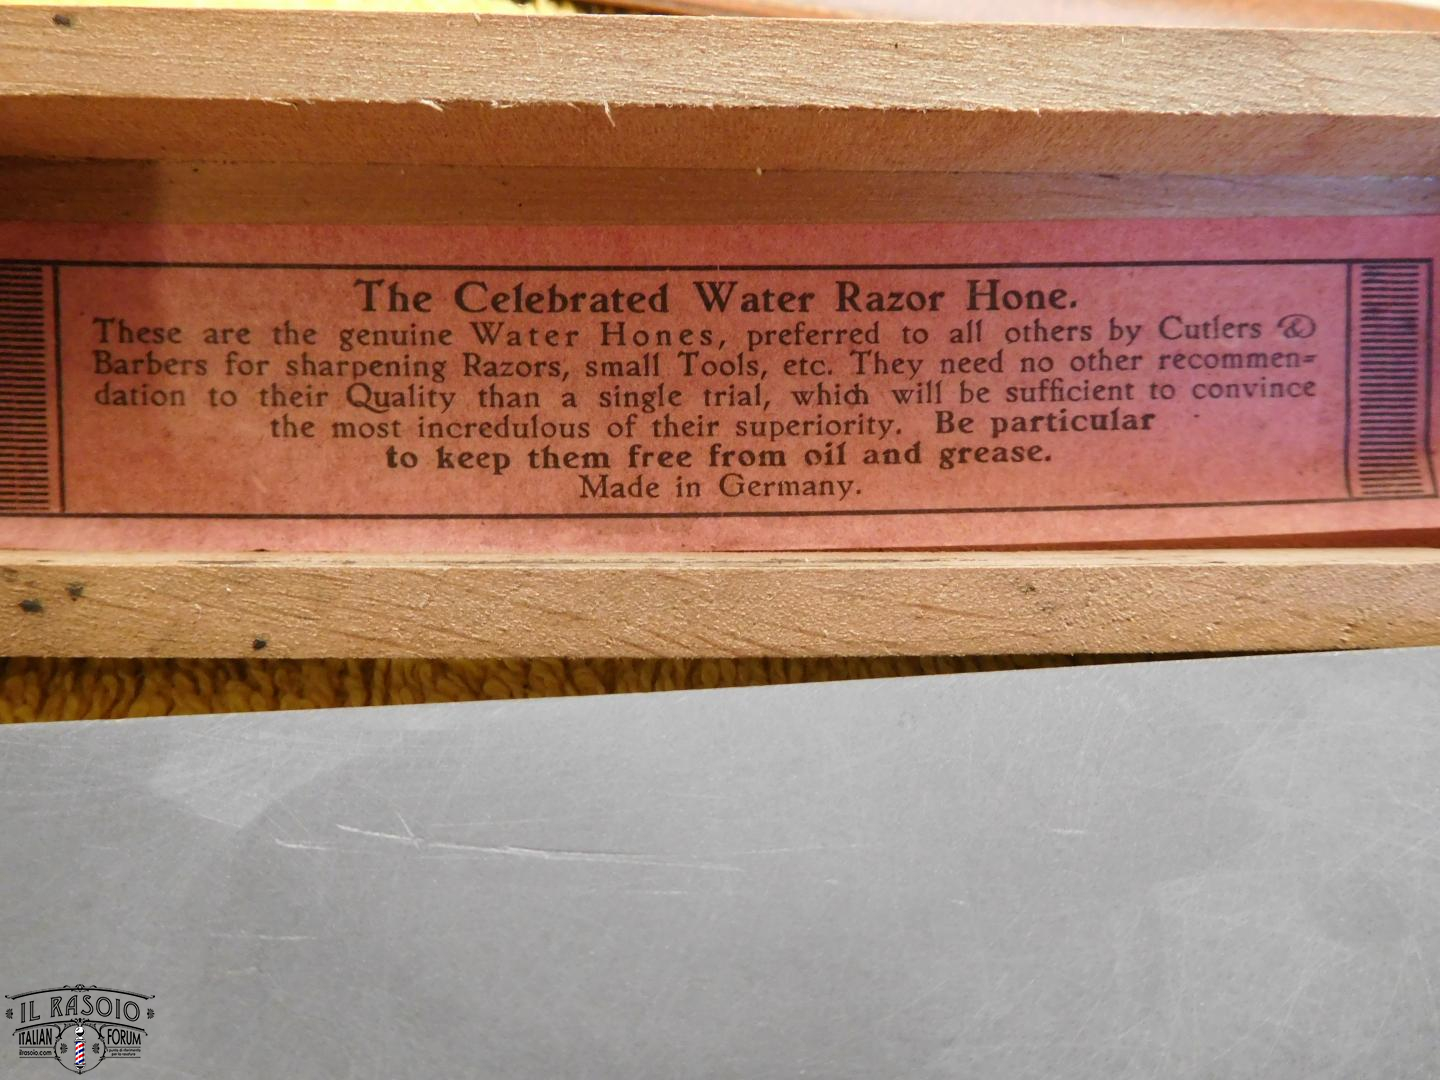 The Celebrated Water Razor Hone.
These are the genuine Water Hones, preferred to all others by Cutlers &
Barbers for sharpening Razors, small Tools, etc. They need no other recommen=
dation to their Quality than a single trial, which will be sufficient to convince
the most incredulous of their superiority. Be particular
to keep them free from oil and grease.
Made in Germany.
IL RASOIO
ITALIAN FORUM
ilrasoio.com